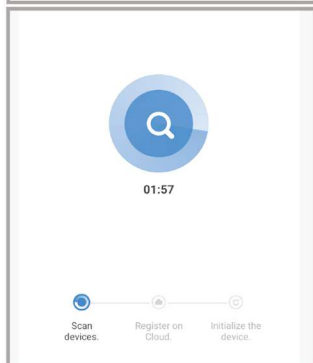 01:57
Scan Register on Initialize the
devices. Cloud. device.